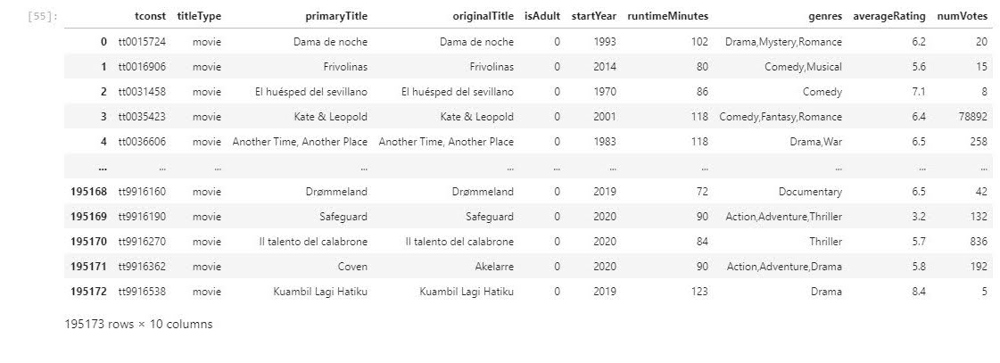 [55]: tconst titleType primaryTitle originalTitle isAdult startYear runtimeMinutes genres averageRating numVotes
0 tt0015724 movie Dama de noche Dama de noche 0 1993 102 Drama,Mystery,Romance 6.2 20
1 tt0016906 movie Frivolinas Frivolinas 0 2014 80 Comedy,Musical 5.6 15
2 tt0031458 movie El huésped del sevillano El huésped del sevillano 0 1970 86 Comedy 7.1 8
3 tt0035423 movie Kate & Leopold Kate & Leopold 0 2001 118 Comedy,Fantasy,Romance 6.4 78892
4 tt0036606 movie Another Time, Another Place Another Time, Another Place 0 1983 118 Drama,War 6.5 258
... ... ... ... ... ... ... ... ... ... ...
195168 tt9916160 movie Drømmeland Drømmeland 0 2019 72 Documentary 6.5 42
195169 tt9916190 movie Safeguard Safeguard 0 2020 90 Action,Adventure,Thriller 3.2 132
195170 tt9916270 movie Il talento del calabrone Il talento del calabrone 0 2020 84 Thriller 5.7 836
195171 tt9916362 movie Coven Akelarre 0 2020 90 Action,Adventure,Drama 5.8 192
195172 tt9916538 movie Kuambil Lagi Hatiku Kuambil Lagi Hatiku 0 2019 123 Drama 8.4 5
195173 rows × 10 columns